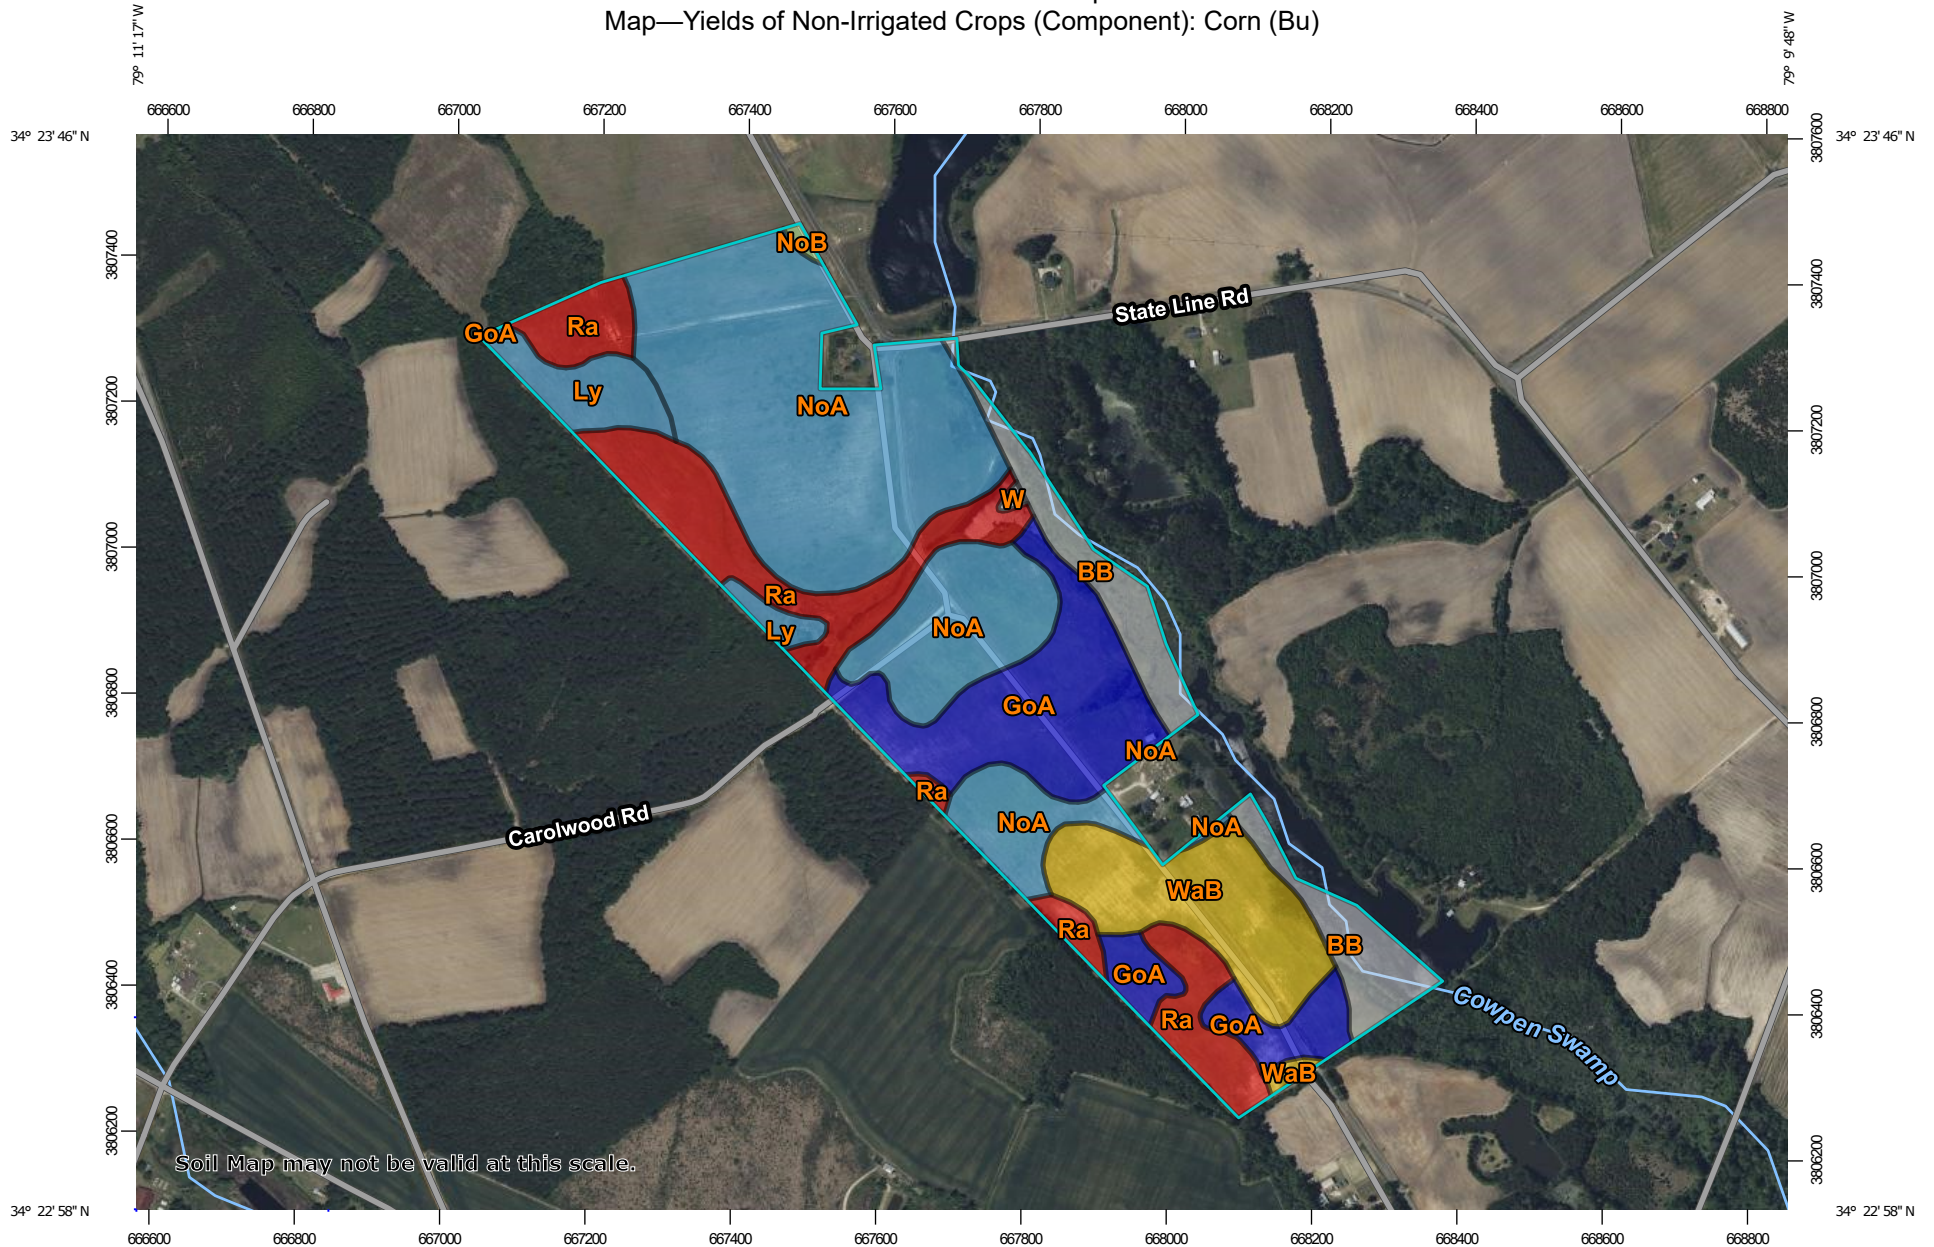 Map—Yields of Non-Irrigated Crops (Component): Corn (Bu)
79° 11' 17'' W
79° 9' 48'' W
666600 666800 667000 667200 667400 667600 667800 668000 668200 668400 668600 668800
34° 23' 46'' N
34° 23' 46'' N
3807600
3807400
3807400
3807200
3807200
3807000
3807000
3806800
3806800
3806600
3806600
3806400
3806400
3806200
3806200
NoB
State Line Rd
GoA
Ra
Ly
NoA
W
BB
Ra
Ly
NoA
GoA
NoA
Ra
NoA
NoA
Carolwood Rd
WaB
Ra
BB
GoA
Cowpen Swamp
Ra
GoA
WaB
Soil Map may not be valid at this scale.
34° 22' 58'' N
34° 22' 58'' N
666600 666800 667000 667200 667400 667600 667800 668000 668200 668400 668600 668800